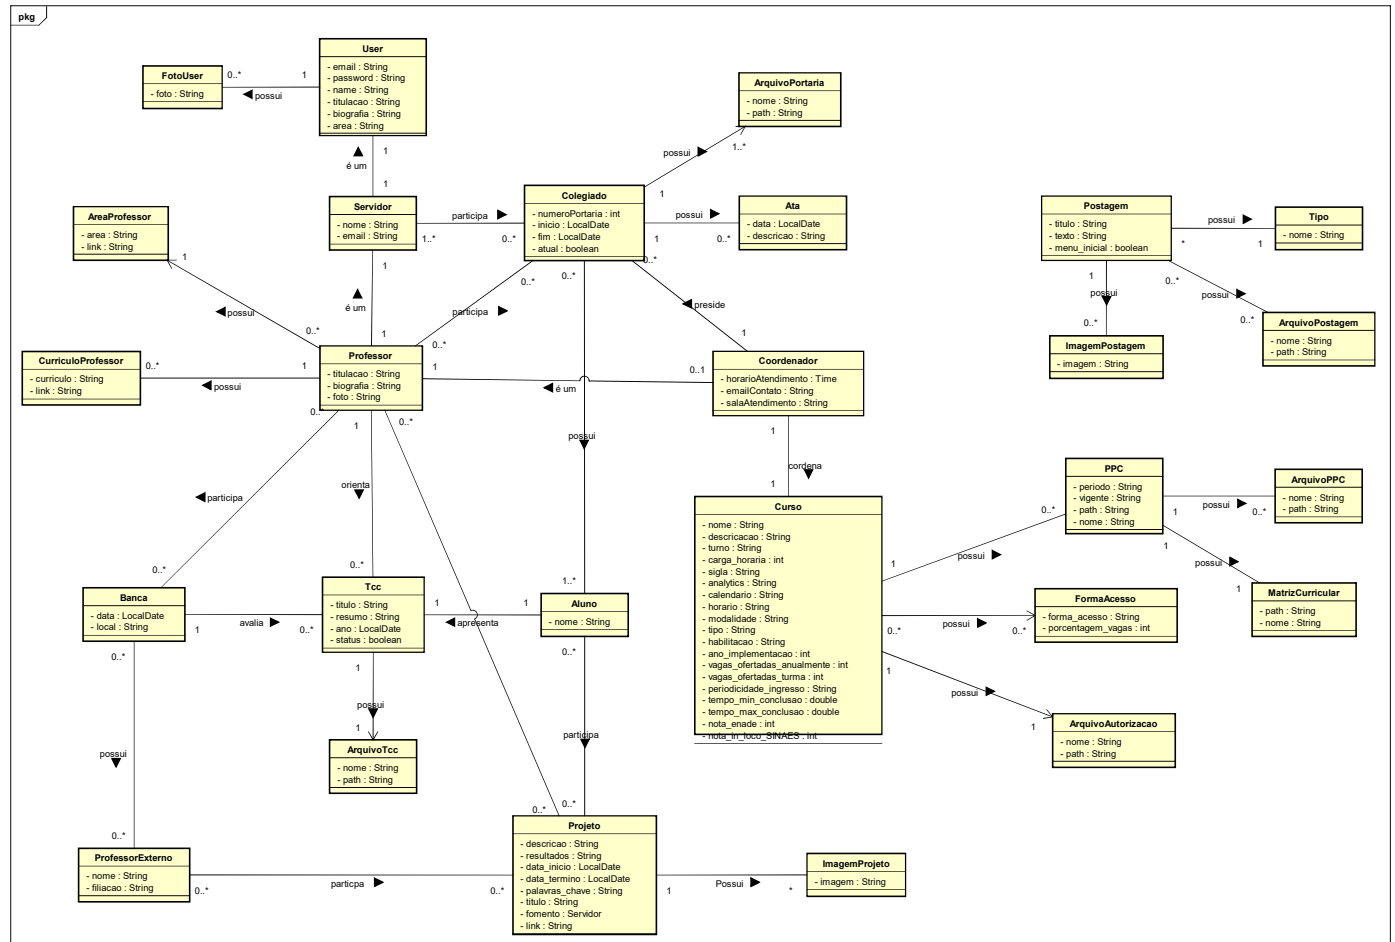 pkg
User
- email : String
- password : String
- name : String
- titulacao : String
- biografia : String
- area : String
FotoUser
- foto : String
0..*
1
possui
1
é um
1
ArquivoPortaria
- nome : String
- path : String
possui
1..*
1
Servidor
- nome : String
- email : String
participa
1..*
0..*
Colegiado
- numeroPortaria : int
- inicio : LocalDate
- fim : LocalDate
- atual : boolean
possui
1
0..*
Ata
- data : LocalDate
- descricao : String
Postagem
- titulo : String
- texto : String
- menu_inicial : boolean
possui
*
1
Tipo
- nome : String
AreaProfessor
- area : String
- link : String
1
possui
0..*
1
é um
1
0..*
participa
0..*
0..*
0..*
preside
1
1
possui
0..*
0..*
possui
0..*
ArquivoPostagem
- nome : String
- path : String
ImagemPostagem
- imagem : String
CurriculoProfessor
- curriculo : String
- link : String
0..*
1
possui
Professor
- titulacao : String
- biografia : String
- foto : String
1
0..1
é um
Coordenador
- horarioAtendimento : Time
- emailContato : String
- salaAtendimento : String
0..
1
0..*
possui
1
cordena
1
participa
orienta
0..*
0..*
1..*
Curso
- nome : String
- descricacao : String
- turno : String
- carga_horaria : int
- sigla : String
- analytics : String
- calendario : String
- horario : String
- modalidade : String
- tipo : String
- habilitacao : String
- ano_implementacao : int
- vagas_ofertadas_anualmente : int
- vagas_ofertadas_turma : int
- periodicidade_ingresso : String
- tempo_min_conclusao : double
- tempo_max_conclusao : double
- nota_enade : int
- nota_in_loco_SINAES : int
PPC
- periodo : String
- vigente : String
- path : String
- nome : String
ArquivoPPC
- nome : String
- path : String
1
possui
0..*
0..*
possui
1
1
possui
1
MatrizCurricular
- path : String
- nome : String
FormaAcesso
- forma_acesso : String
- porcentagem_vagas : int
0..*
possui
0..*
1
possui
1
ArquivoAutorizacao
- nome : String
- path : String
Banca
- data : LocalDate
- local : String
1
avalia
0..*
Tcc
- titulo : String
- resumo : String
- ano : LocalDate
- status : boolean
1
1
apresenta
Aluno
- nome : String
0..*
1
possui
1
ArquivoTcc
- nome : String
- path : String
0..*
participa
0..*
0..*
possui
0..*
ProfessorExterno
- nome : String
- filiacao : String
0..*
particpa
0..*
Projeto
- descricao : String
- resultados : String
- data_inicio : LocalDate
- data_termino : LocalDate
- palavras_chave : String
- titulo : String
- fomento : Servidor
- link : String
1
Possui
*
ImagemProjeto
- imagem : String